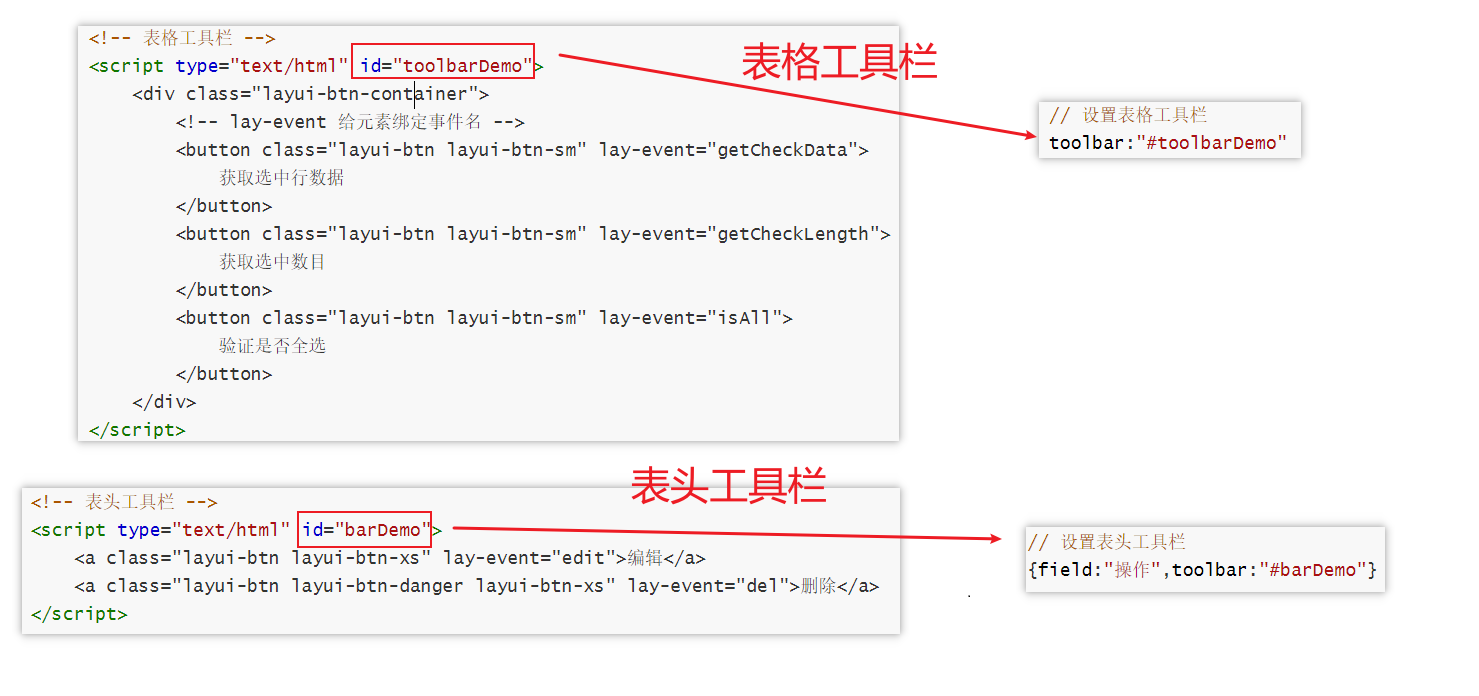 <!-- 表格工具栏 -->
<script type="text/html" id="toolbarDemo">
    <div class="layui-btn-container">
        <!-- lay-event 给元素绑定事件名 -->
        <button class="layui-btn layui-btn-sm" lay-event="getCheckData">
            获取选中行数据
        </button>
        <button class="layui-btn layui-btn-sm" lay-event="getCheckLength">
            获取选中数目
        </button>
        <button class="layui-btn layui-btn-sm" lay-event="isAll">
            验证是否全选
        </button>
    </div>
</script>
表格工具栏
// 设置表格工具栏
toolbar:"#toolbarDemo"
表头工具栏
<!-- 表头工具栏 -->
<script type="text/html" id="barDemo">
    <a class="layui-btn layui-btn-xs" lay-event="edit">编辑</a>
    <a class="layui-btn layui-btn-danger layui-btn-xs" lay-event="del">删除</a>
</script>
// 设置表头工具栏
{field:"操作",toolbar:"#barDemo"}